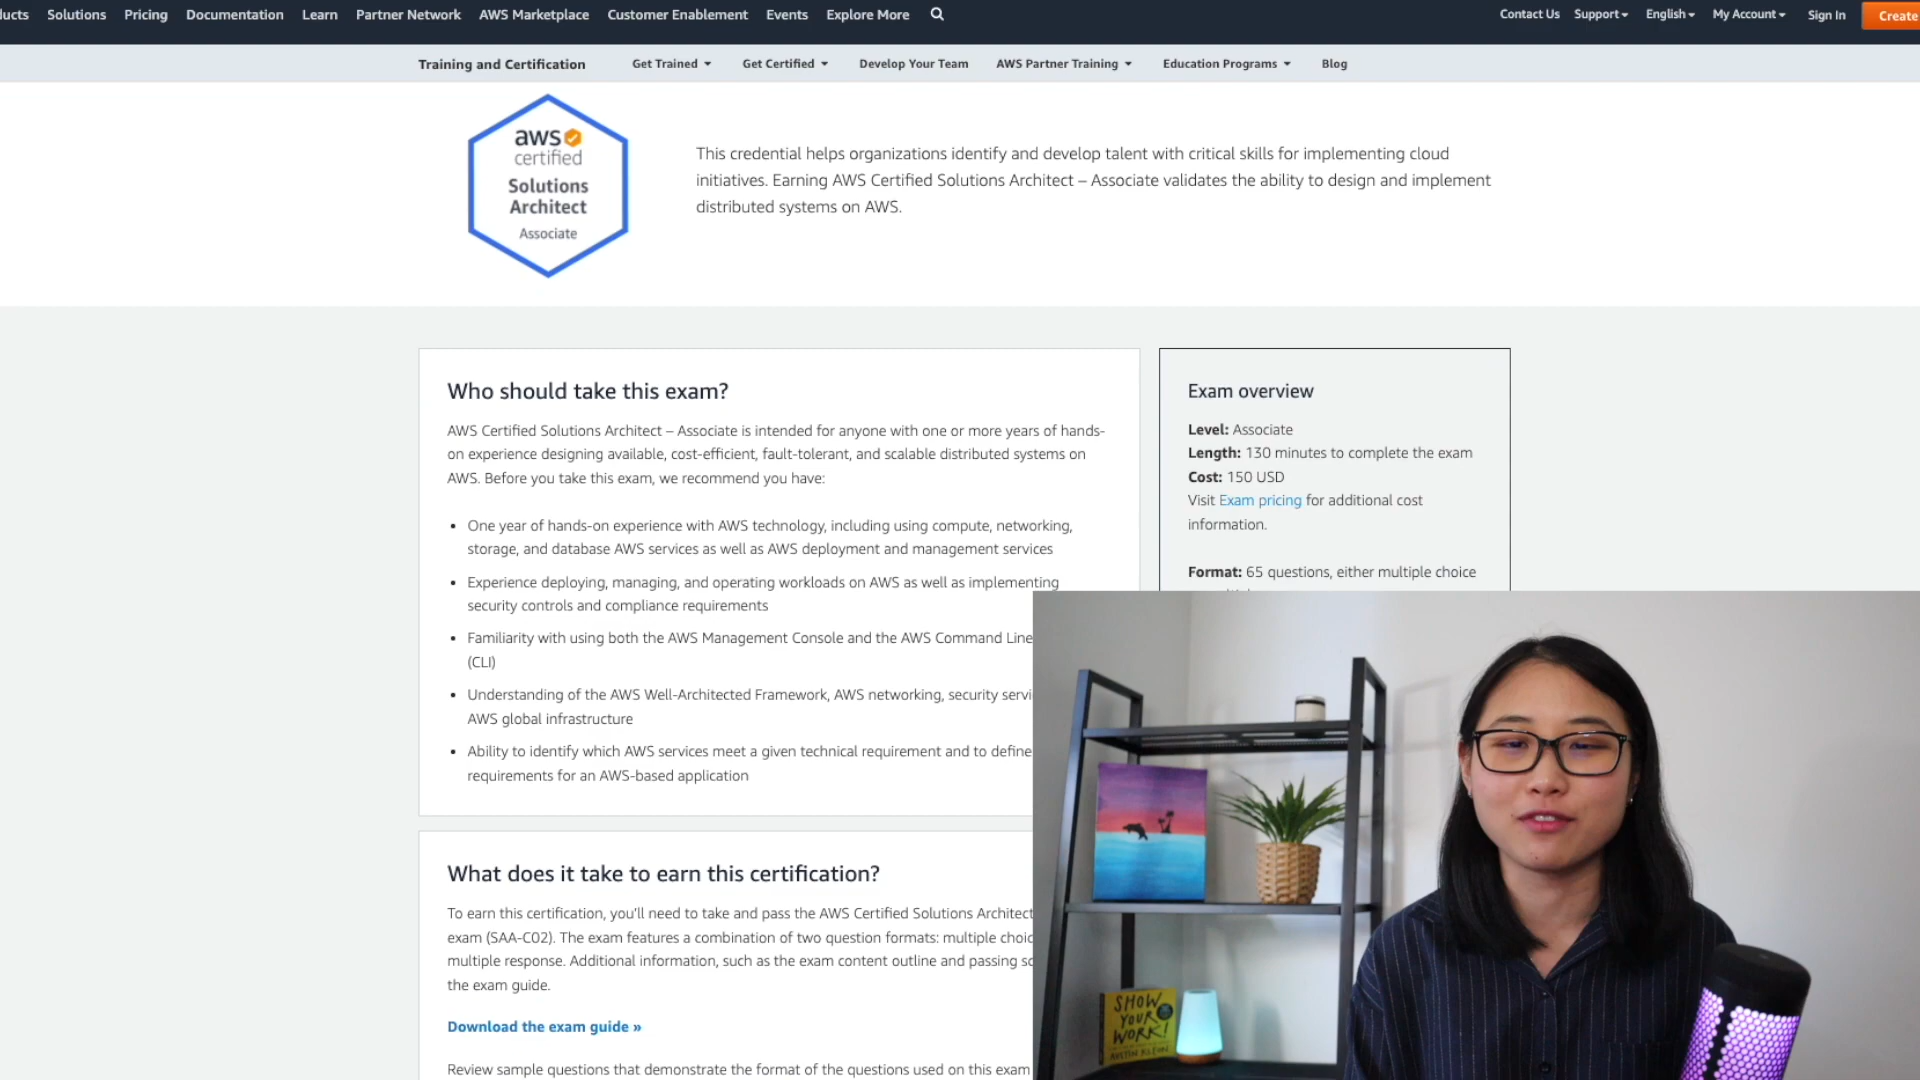 ducts Solutions Pricing Documentation Learn Partner Network AWS Marketplace Customer Enablement Events Explore More
Contact Us Support English My Account Sign In Create
Training and Certification Get Trained Get Certified Develop Your Team AWS Partner Training Education Programs Blog
aws
certified
Solutions
Architect
Associate
This credential helps organizations identify and develop talent with critical skills for implementing cloud
initiatives. Earning AWS Certified Solutions Architect – Associate validates the ability to design and implement
distributed systems on AWS.
Who should take this exam?
AWS Certified Solutions Architect – Associate is intended for anyone with one or more years of hands-
on experience designing available, cost-efficient, fault-tolerant, and scalable distributed systems on
AWS. Before you take this exam, we recommend you have:
• One year of hands-on experience with AWS technology, including using compute, networking,
storage, and database AWS services as well as AWS deployment and management services
• Experience deploying, managing, and operating workloads on AWS as well as implementing
security controls and compliance requirements
• Familiarity with using both the AWS Management Console and the AWS Command Line
(CLI)
• Understanding of the AWS Well-Architected Framework, AWS networking, security servi
AWS global infrastructure
• Ability to identify which AWS services meet a given technical requirement and to define
requirements for an AWS-based application
Exam overview
Level: Associate
Length: 130 minutes to complete the exam
Cost: 150 USD
Visit Exam pricing for additional cost
information.
Format: 65 questions, either multiple choice
What does it take to earn this certification?
To earn this certification, you'll need to take and pass the AWS Certified Solutions Architect
exam (SAA-C02). The exam features a combination of two question formats: multiple choic
multiple response. Additional information, such as the exam content outline and passing sc
the exam guide.
Download the exam guide »
Review sample questions that demonstrate the format of the questions used on this exam
SHOW
YOUR
WORK!
AUSTIN KLEON